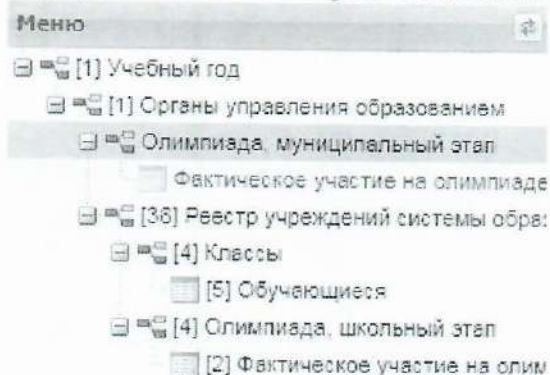 Меню
[1] Учебный год
[1] Органы управления образованием
Олимпиада, муниципальный этап
Фактическое участие на олимпиаде
[36] Реестр учреждений системы обра:
[4] Классы
[5] Обучающиеся
[4] Олимпиада, школьный этап
[2] Фактическое участие на олим